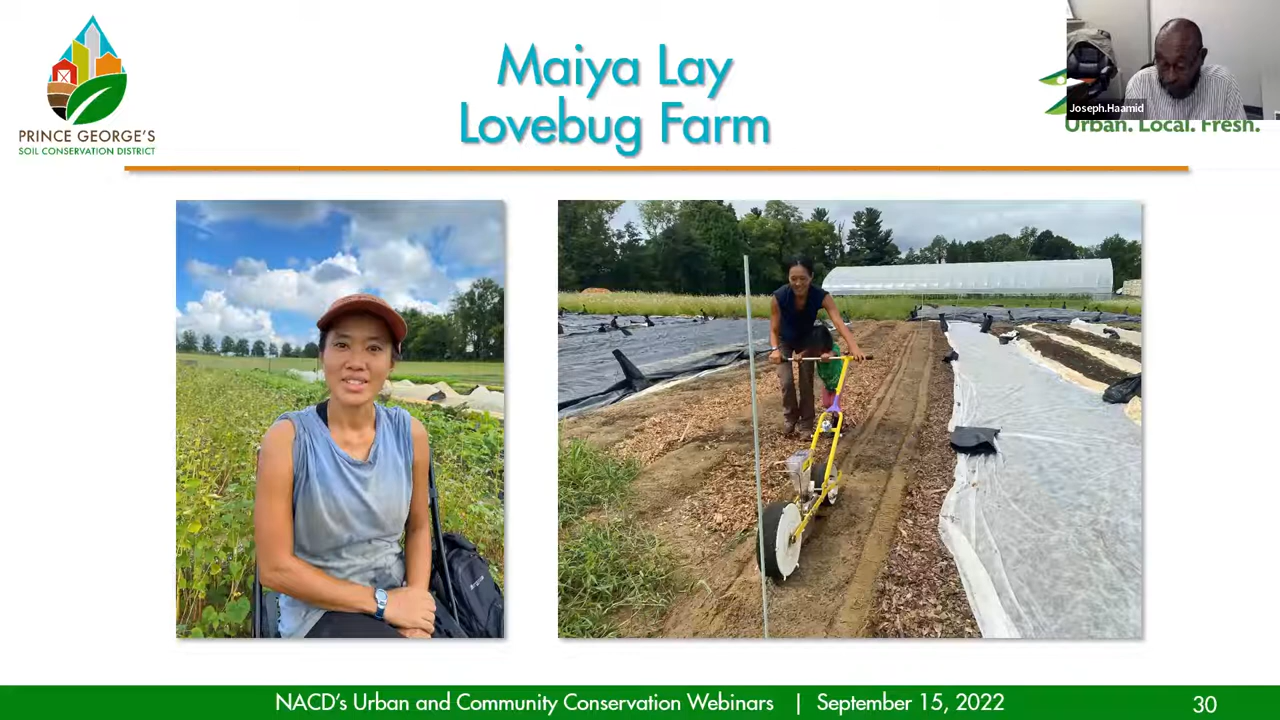 PRINCE GEORGE'S
SOIL CONSERVATION DISTRICT
Maiya Lay
Lovebug Farm
Joseph.Haamid
Urban. Local. Fresh.
NACD's Urban and Community Conservation Webinars | September 15, 2022
30